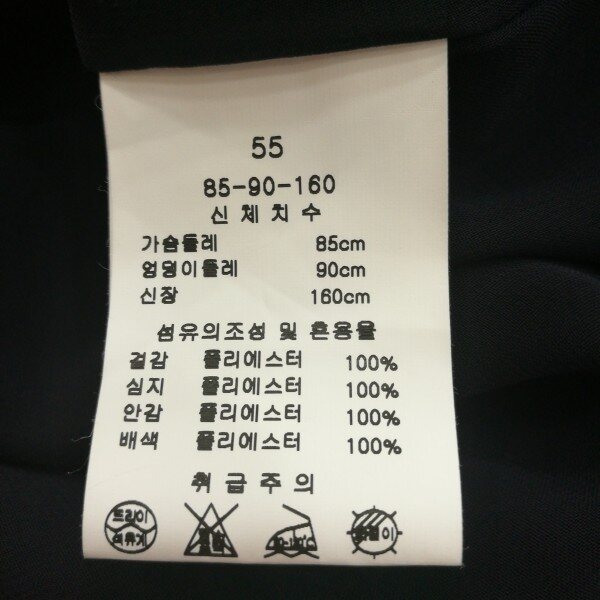 55
85-90-160
신체치수
가슴둘레 85cm
엉덩이둘레 90cm
신장 160cm
섬유의조성 및 혼용율
겉감 폴리에스터 100%
심지 폴리에스터 100%
안감 폴리에스터 100%
배색 폴리에스터 100%
취급주의
드라이
석유계